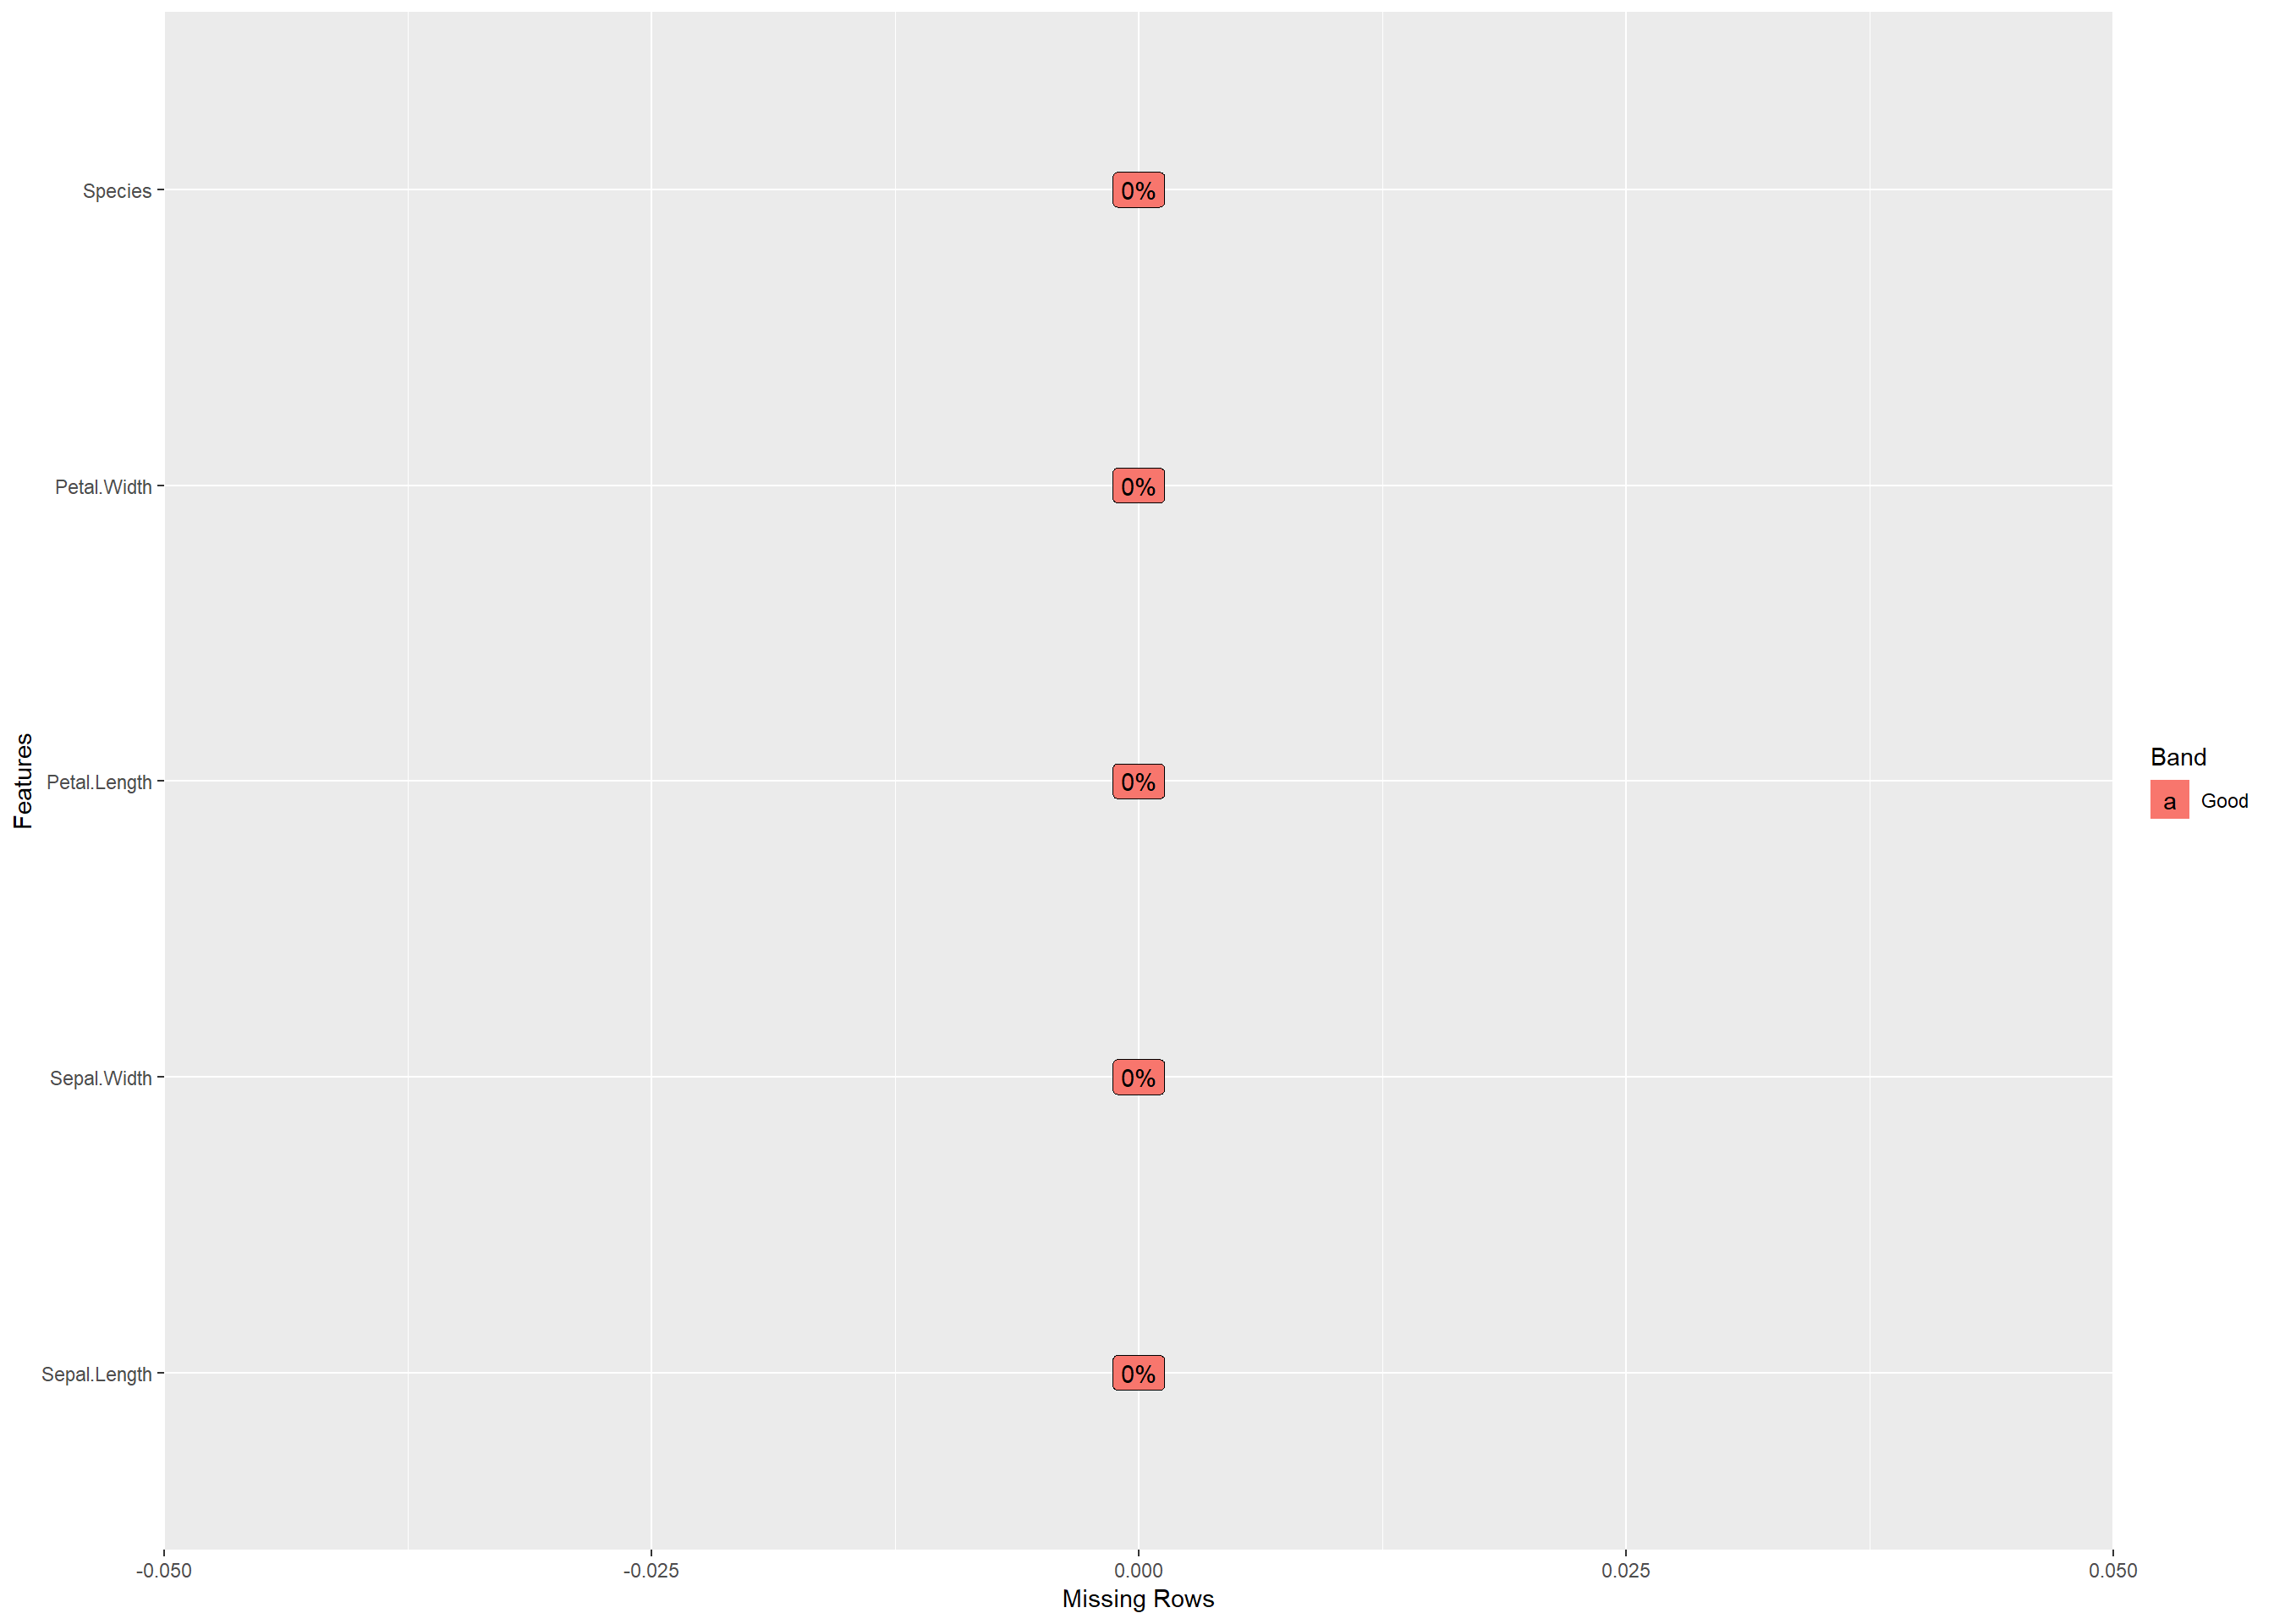 Species
0%
Petal.Width
0%
Features
Petal.Length
0%
Sepal.Width
0%
Sepal.Length
0%
-0.050
-0.025
0.000
0.025
0.050
Missing Rows
Band
a Good